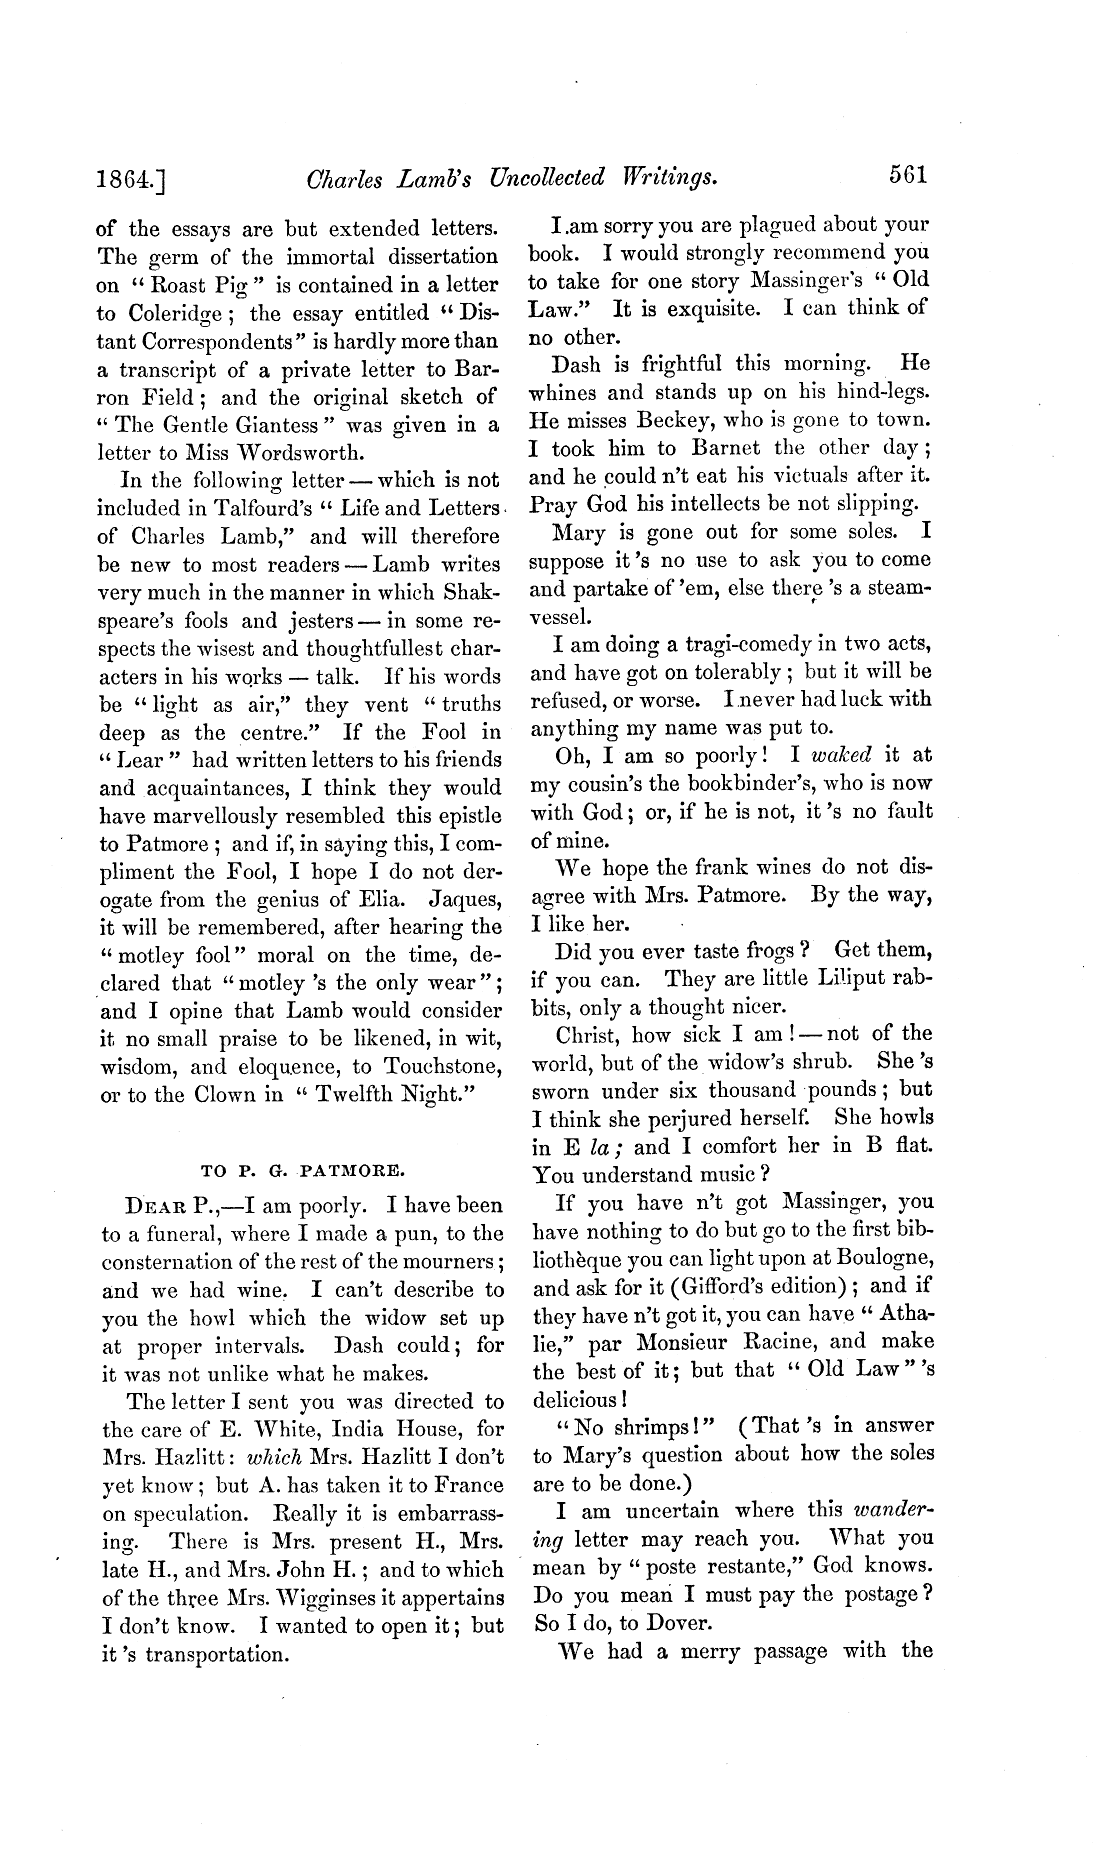 1864.] Charles Lamb's Uncollected Writings. 561
of the essays are but extended letters.
The germ of the immortal dissertation
on “ Roast Pig ” is contained in a letter
to Coleridge ; the essay entitled “ Dis-
tant Correspondents ” is hardly more than
a transcript of a private letter to Bar-
ron Field ; and the original sketch of
“ The Gentle Giantess ” was given in a
letter to Miss Wordsworth.
In the following letter — which is not
included in Talfourd's “ Life and Letters
of Charles Lamb,” and will therefore
be new to most readers — Lamb writes
very much in the manner in which Shak-
speare's fools and jesters — in some re-
spects the wisest and thoughtfullest char-
acters in his works — talk. If his words
be “ light as air,” they vent “ truths
deep as the centre.” If the Fool in
“ Lear ” had written letters to his friends
and acquaintances, I think they would
have marvellously resembled this epistle
to Patmore ; and if, in saying this, I com-
pliment the Fool, I hope I do not der-
ogate from the genius of Elia. Jaques,
it will be remembered, after hearing the
“ motley fool ” moral on the time, de-
clared that “ motley 's the only wear ” ;
and I opine that Lamb would consider
it no small praise to be likened, in wit,
wisdom, and eloquence, to Touchstone,
or to the Clown in “ Twelfth Night.”
TO P. G. PATMORE.
DEAR P.,—I am poorly. I have been
to a funeral, where I made a pun, to the
consternation of the rest of the mourners ;
and we had wine. I can't describe to
you the howl which the widow set up
at proper intervals. Dash could ; for
it was not unlike what he makes.
The letter I sent you was directed to
the care of E. White, India House, for
Mrs. Hazlitt : which Mrs. Hazlitt I don't
yet know ; but A. has taken it to France
on speculation. Really it is embarrass-
ing. There is Mrs. present H., Mrs.
late H., and Mrs. John H. ; and to which
of the three Mrs. Wigginses it appertains
I don't know. I wanted to open it ; but
it 's transportation.
I am sorry you are plagued about your
book. I would strongly recommend you
to take for one story Massinger's “ Old
Law.” It is exquisite. I can think of
no other.
Dash is frightful this morning. He
whines and stands up on his hind-legs.
He misses Beckey, who is gone to town.
I took him to Barnet the other day ;
and he could n't eat his victuals after it.
Pray God his intellects be not slipping.
Mary is gone out for some soles. I
suppose it 's no use to ask you to come
and partake of 'em, else there 's a steam-
vessel.
I am doing a tragi-comedy in two acts,
and have got on tolerably ; but it will be
refused, or worse. I never had luck with
anything my name was put to.
Oh, I am so poorly ! I waked it at
my cousin's the bookbinder's, who is now
with God ; or, if he is not, it 's no fault
of mine.
We hope the frank wines do not dis-
agree with Mrs. Patmore. By the way,
I like her.
Did you ever taste frogs ? Get them,
if you can. They are little Liliput rab-
bits, only a thought nicer.
Christ, how sick I am ! — not of the
world, but of the widow's shrub. She 's
sworn under six thousand pounds ; but
I think she perjured herself. She howls
in E la ; and I comfort her in B flat.
You understand music ?
If you have n't got Massinger, you
have nothing to do but go to the first bib-
liothèque you can light upon at Boulogne,
and ask for it (Gifford's edition) ; and if
they have n't got it, you can have “ Atha-
lie,” par Monsieur Racine, and make
the best of it ; but that “ Old Law ” 's
delicious !
“ No shrimps ! ” (That 's in answer
to Mary's question about how the soles
are to be done.)
I am uncertain where this wander-
ing letter may reach you. What you
mean by “ poste restante,” God knows.
Do you mean I must pay the postage ?
So I do, to Dover.
We had a merry passage with the